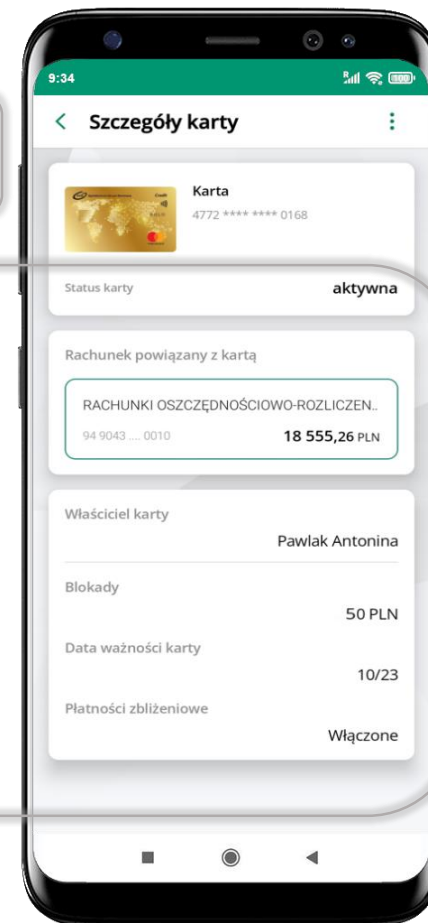 9:34
Szczegóły karty
Credit
Karta
4772 **** **** 0168
Status karty
aktywna
Rachunek powiązany z kartą
RACHUNKI OSZCZĘDNOŚCIOWO-ROZLICZEN..
94 9043 .... 0010
18 555,26 PLN
Właściciel karty
Pawlak Antonina
Blokady
50 PLN
Data ważności karty
10/23
Płatności zbliżeniowe
Włączone